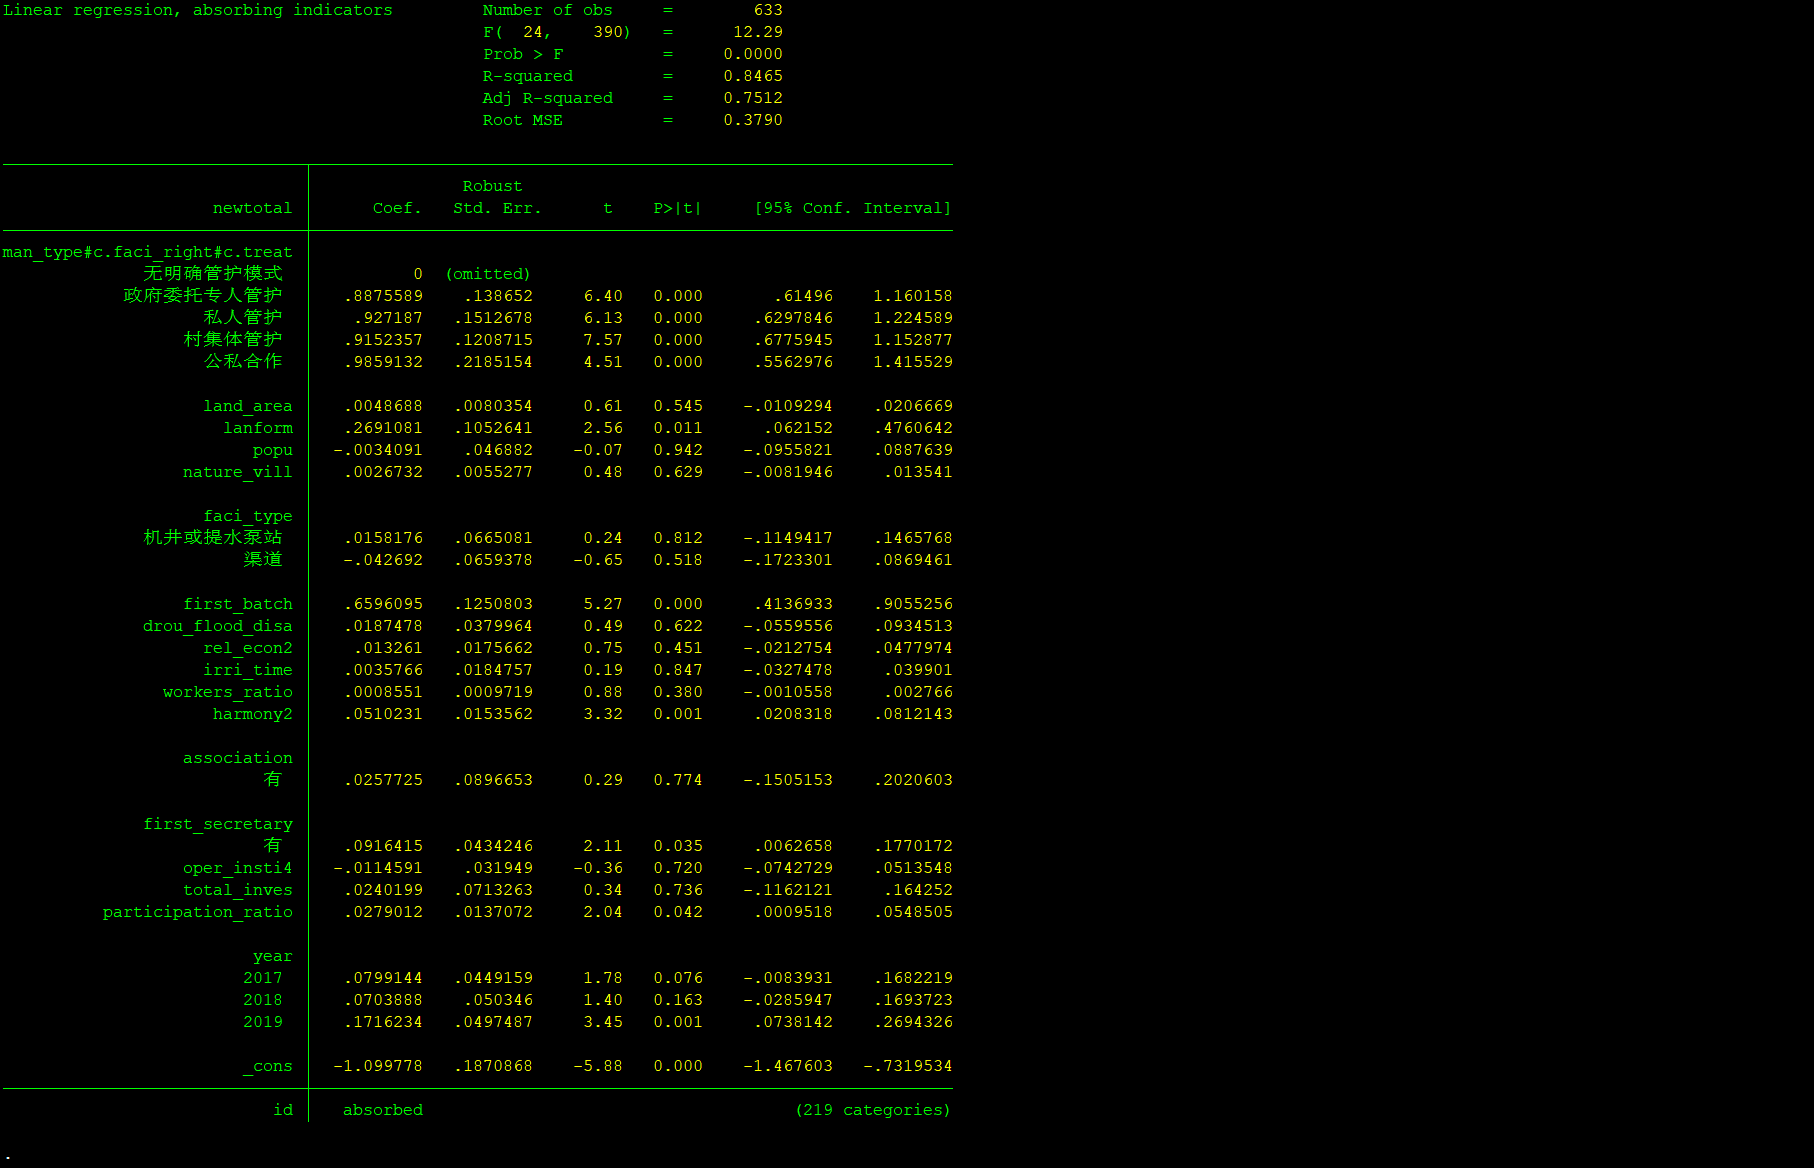 Linear regression, absorbing indicators Number of obs = 633
F( 24, 390) = 12.29
Prob > F = 0.0000
R-squared = 0.8465
Adj R-squared = 0.7512
Root MSE = 0.3790
Robust
newtotal Coef. Std. Err. t P>|t| [95% Conf. Interval]
man_type#c.faci_right#c.treat
无明确管护模式 0 (omitted)
政府委托专人管护 .8875589 .138652 6.40 0.000 .61496 1.160158
私人管护 .927187 .1512678 6.13 0.000 .6297846 1.224589
村集体管护 .9152357 .1208715 7.57 0.000 .6775945 1.152877
公私合作 .9859132 .2185154 4.51 0.000 .5562976 1.415529
land_area .0048688 .0080354 0.61 0.545 -.0109294 .0206669
lanform .2691081 .1052641 2.56 0.011 .062152 .4760642
popu -.0034091 .046882 -0.07 0.942 -.0955821 .0887639
nature_vill .0026732 .0055277 0.48 0.629 -.0081946 .013541
faci_type
机井或提水泵站 .0158176 .0665081 0.24 0.812 -.1149417 .1465768
渠道 -.042692 .0659378 -0.65 0.518 -.1723301 .0869461
first_batch .6596095 .1250803 5.27 0.000 .4136933 .9055256
drou_flood_disa .0187478 .0379964 0.49 0.622 -.0559556 .0934513
rel_econ2 .013261 .0175662 0.75 0.451 -.0212754 .0477974
irri_time .0035766 .0184757 0.19 0.847 -.0327478 .039901
workers_ratio .0008551 .0009719 0.88 0.380 -.0010558 .002766
harmony2 .0510231 .0153562 3.32 0.001 .0208318 .0812143
association
有 .0257725 .0896653 0.29 0.774 -.1505153 .2020603
first_secretary
有 .0916415 .0434246 2.11 0.035 .0062658 .1770172
oper_insti4 -.0114591 .031949 -0.36 0.720 -.0742729 .0513548
total_inves .0240199 .0713263 0.34 0.736 -.1162121 .164252
participation_ratio .0279012 .0137072 2.04 0.042 .0009518 .0548505
year
2017 .0799144 .0449159 1.78 0.076 -.0083931 .1682219
2018 .0703888 .050346 1.40 0.163 -.0285947 .1693723
2019 .1716234 .0497487 3.45 0.001 .0738142 .2694326
_cons -1.099778 .1870868 -5.88 0.000 -1.467603 -.7319534
id absorbed (219 categories)
.